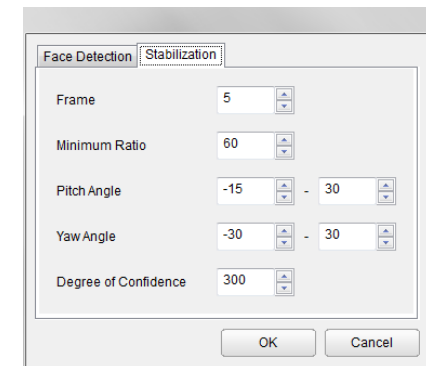 Face Detection Stabilization
Frame 5
Minimum Ratio 60
Pitch Angle -15 - 30
Yaw Angle -30 - 30
Degree of Confidence 300
OK Cancel